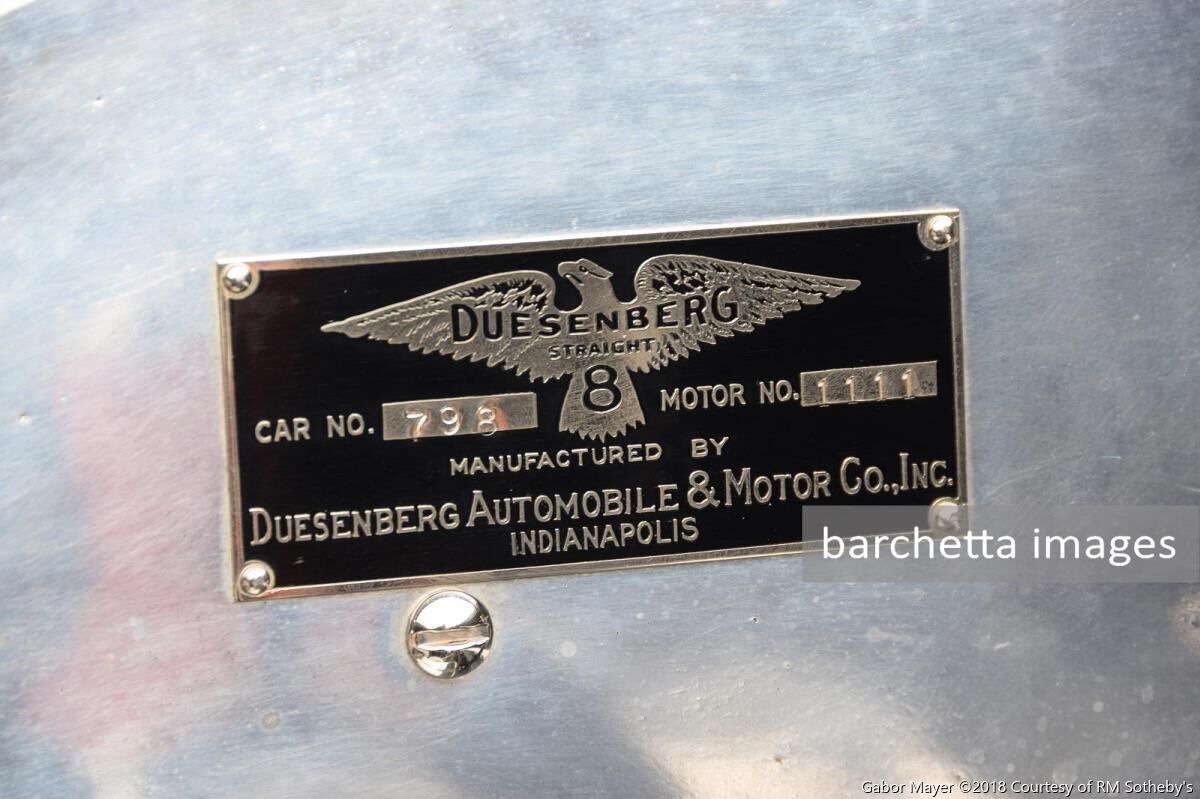 DUESENBERG
STRAIGHT
8
CAR NO. 798 MOTOR NO. 1111
MANUFACTURED BY
DUESENBERG AUTOMOBILE & MOTOR CO., INC.
INDIANAPOLIS
barchetta images
Gabor Mayer ©2018 Courtesy of RM Sotheby's